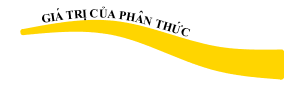 GIÁ TRỊ CỦA PHÂN THỨC